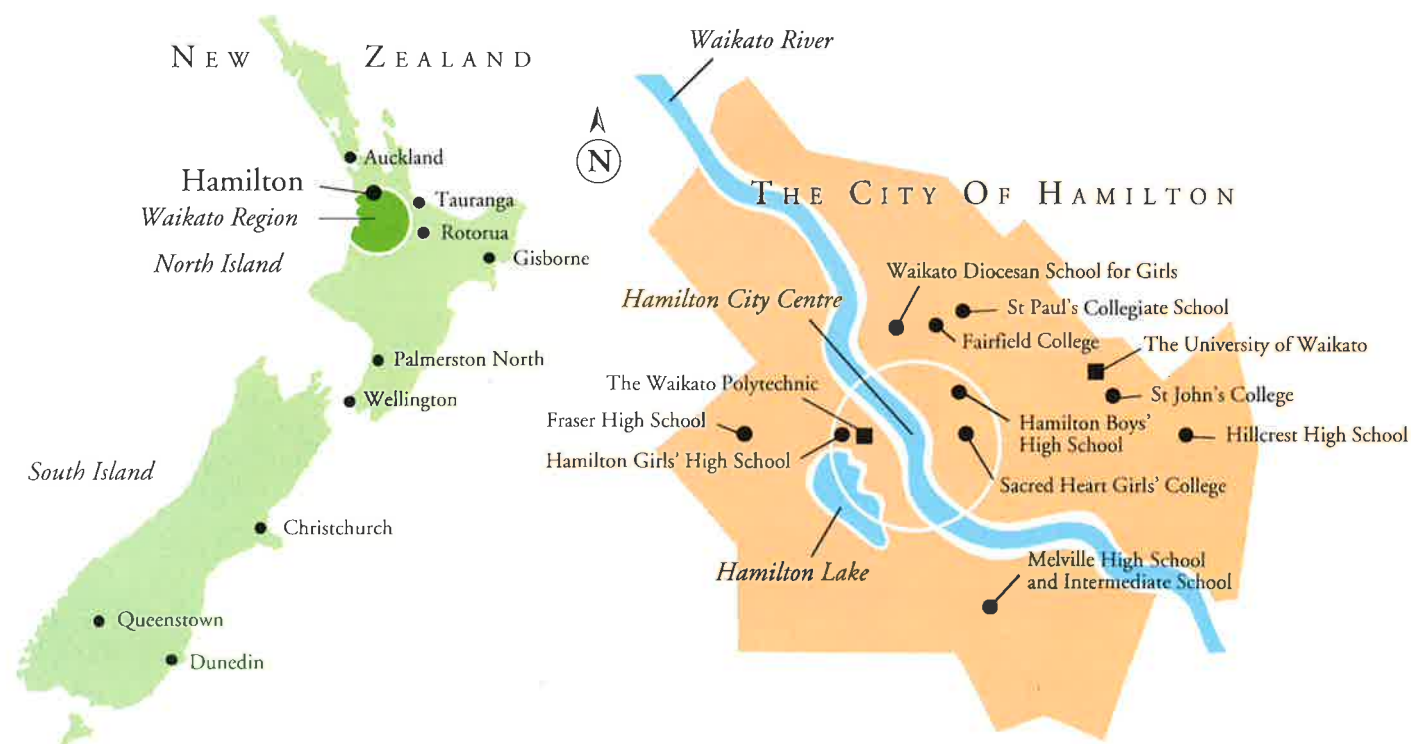 NEW ZEALAND
Auckland
Hamilton
Waikato Region
Tauranga
Rotorua
North Island
Gisborne
Palmerston North
Wellington
South Island
Christchurch
Queenstown
Dunedin
Waikato River
N
THE CITY OF HAMILTON
Waikato Diocesan School for Girls
Hamilton City Centre
St Paul's Collegiate School
Fairfield College
The University of Waikato
The Waikato Polytechnic
St John's College
Fraser High School
Hamilton Boys'
High School
Hillcrest High School
Hamilton Girls' High School
Sacred Heart Girls' College
Hamilton Lake
Melville High School
and Intermediate School